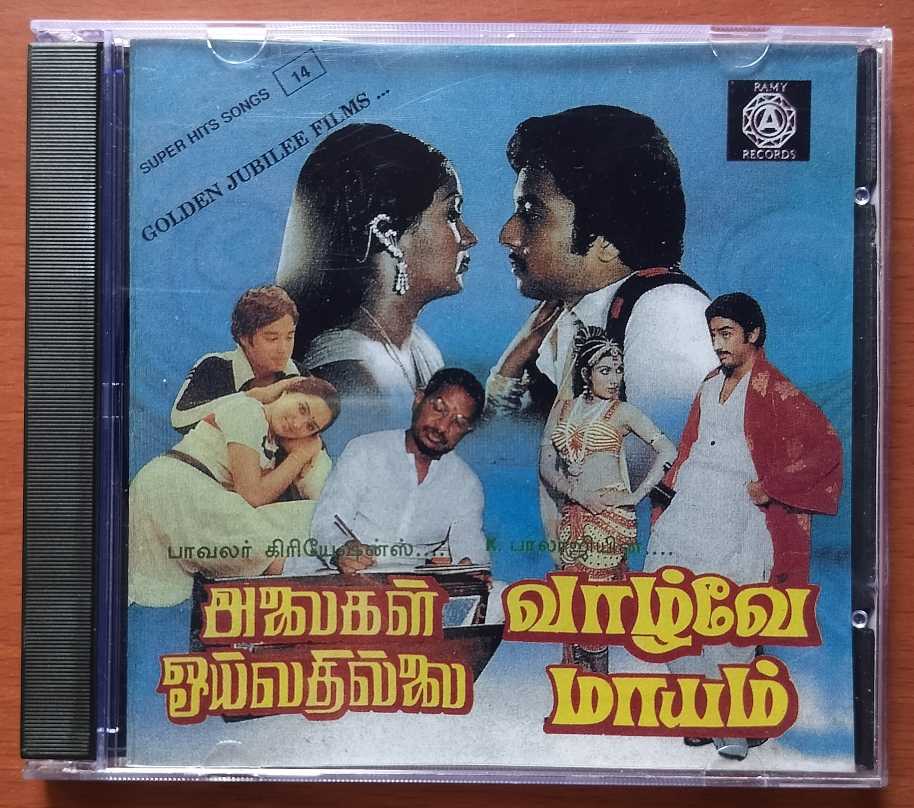 SUPER HITS SONGS 14
GOLDEN JUBILEE FILMS ...
RAMY
A
RECORDS
பாவலர் கிரியேஷன்ஸ்....
அலைகள்
ஓய்வதில்லை
K. பாலாஜியின்....
வாழ்வே
மாயம்